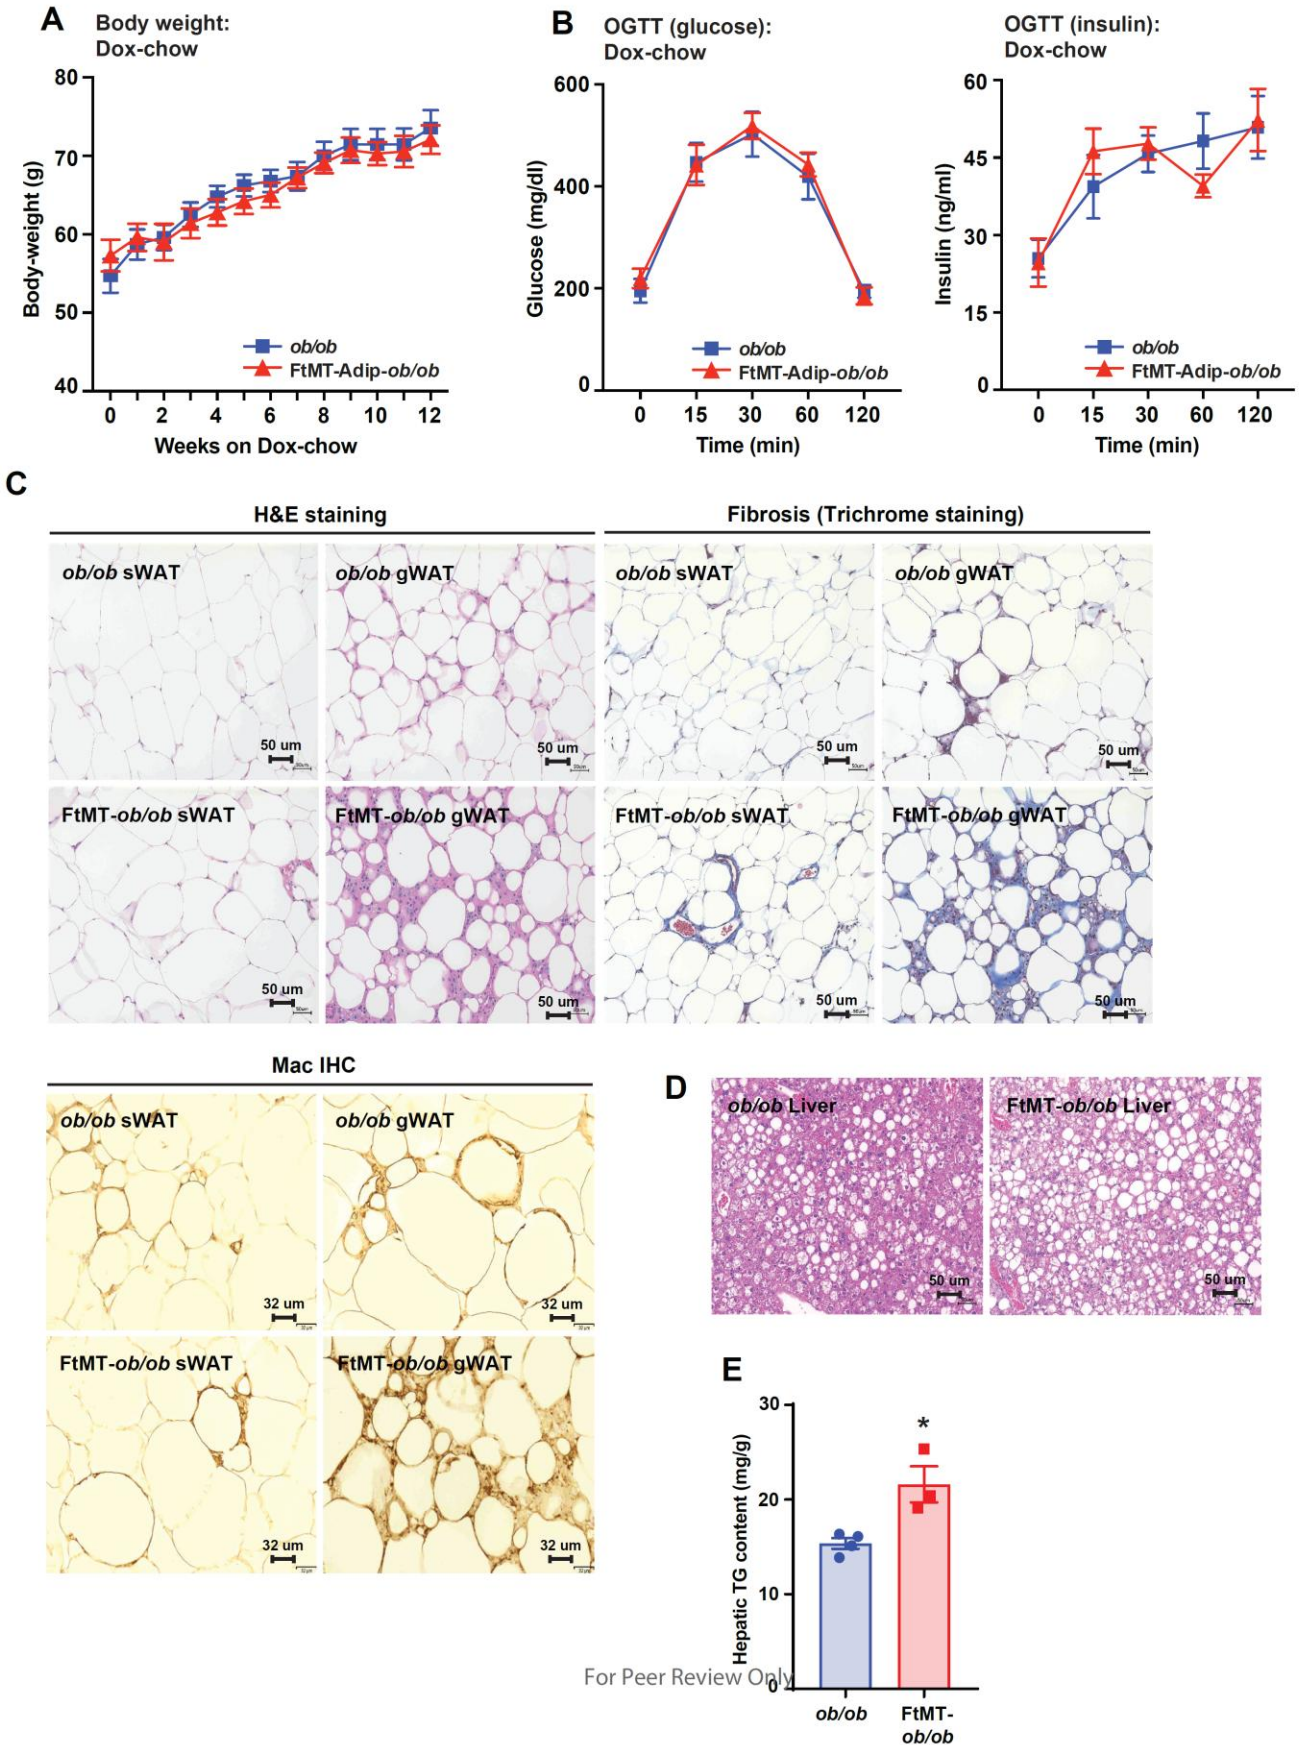 A
Body weight:
Dox-chow
80
70
60
50
40
Body-weight (g)
ob/ob
FtMT-Adip-ob/ob
0 2 4 6 8 10 12
Weeks on Dox-chow
B
OGTT (glucose):
Dox-chow
600
400
200
0
Glucose (mg/dl)
ob/ob
FtMT-Adip-ob/ob
0 15 30 60 120
Time (min)
OGTT (insulin):
Dox-chow
60
45
30
15
0
Insulin (ng/ml)
ob/ob
FtMT-Adip-ob/ob
0 15 30 60 120
Time (min)
C
H&E staining
Fibrosis (Trichrome staining)
ob/ob sWAT
50 um
ob/ob gWAT
50 um
ob/ob sWAT
50 um
ob/ob gWAT
50 um
FtMT-ob/ob sWAT
50 um
FtMT-ob/ob gWAT
50 um
FtMT-ob/ob sWAT
50 um
FtMT-ob/ob gWAT
50 um
Mac IHC
ob/ob sWAT
32 um
ob/ob gWAT
32 um
FtMT-ob/ob sWAT
32 um
FtMT-ob/ob gWAT
32 um
D
ob/ob Liver
50 um
FtMT-ob/ob Liver
50 um
E
30
20
10
0
Hepatic TG content (mg/g)
*
ob/ob
FtMT-
ob/ob
For Peer Review Only